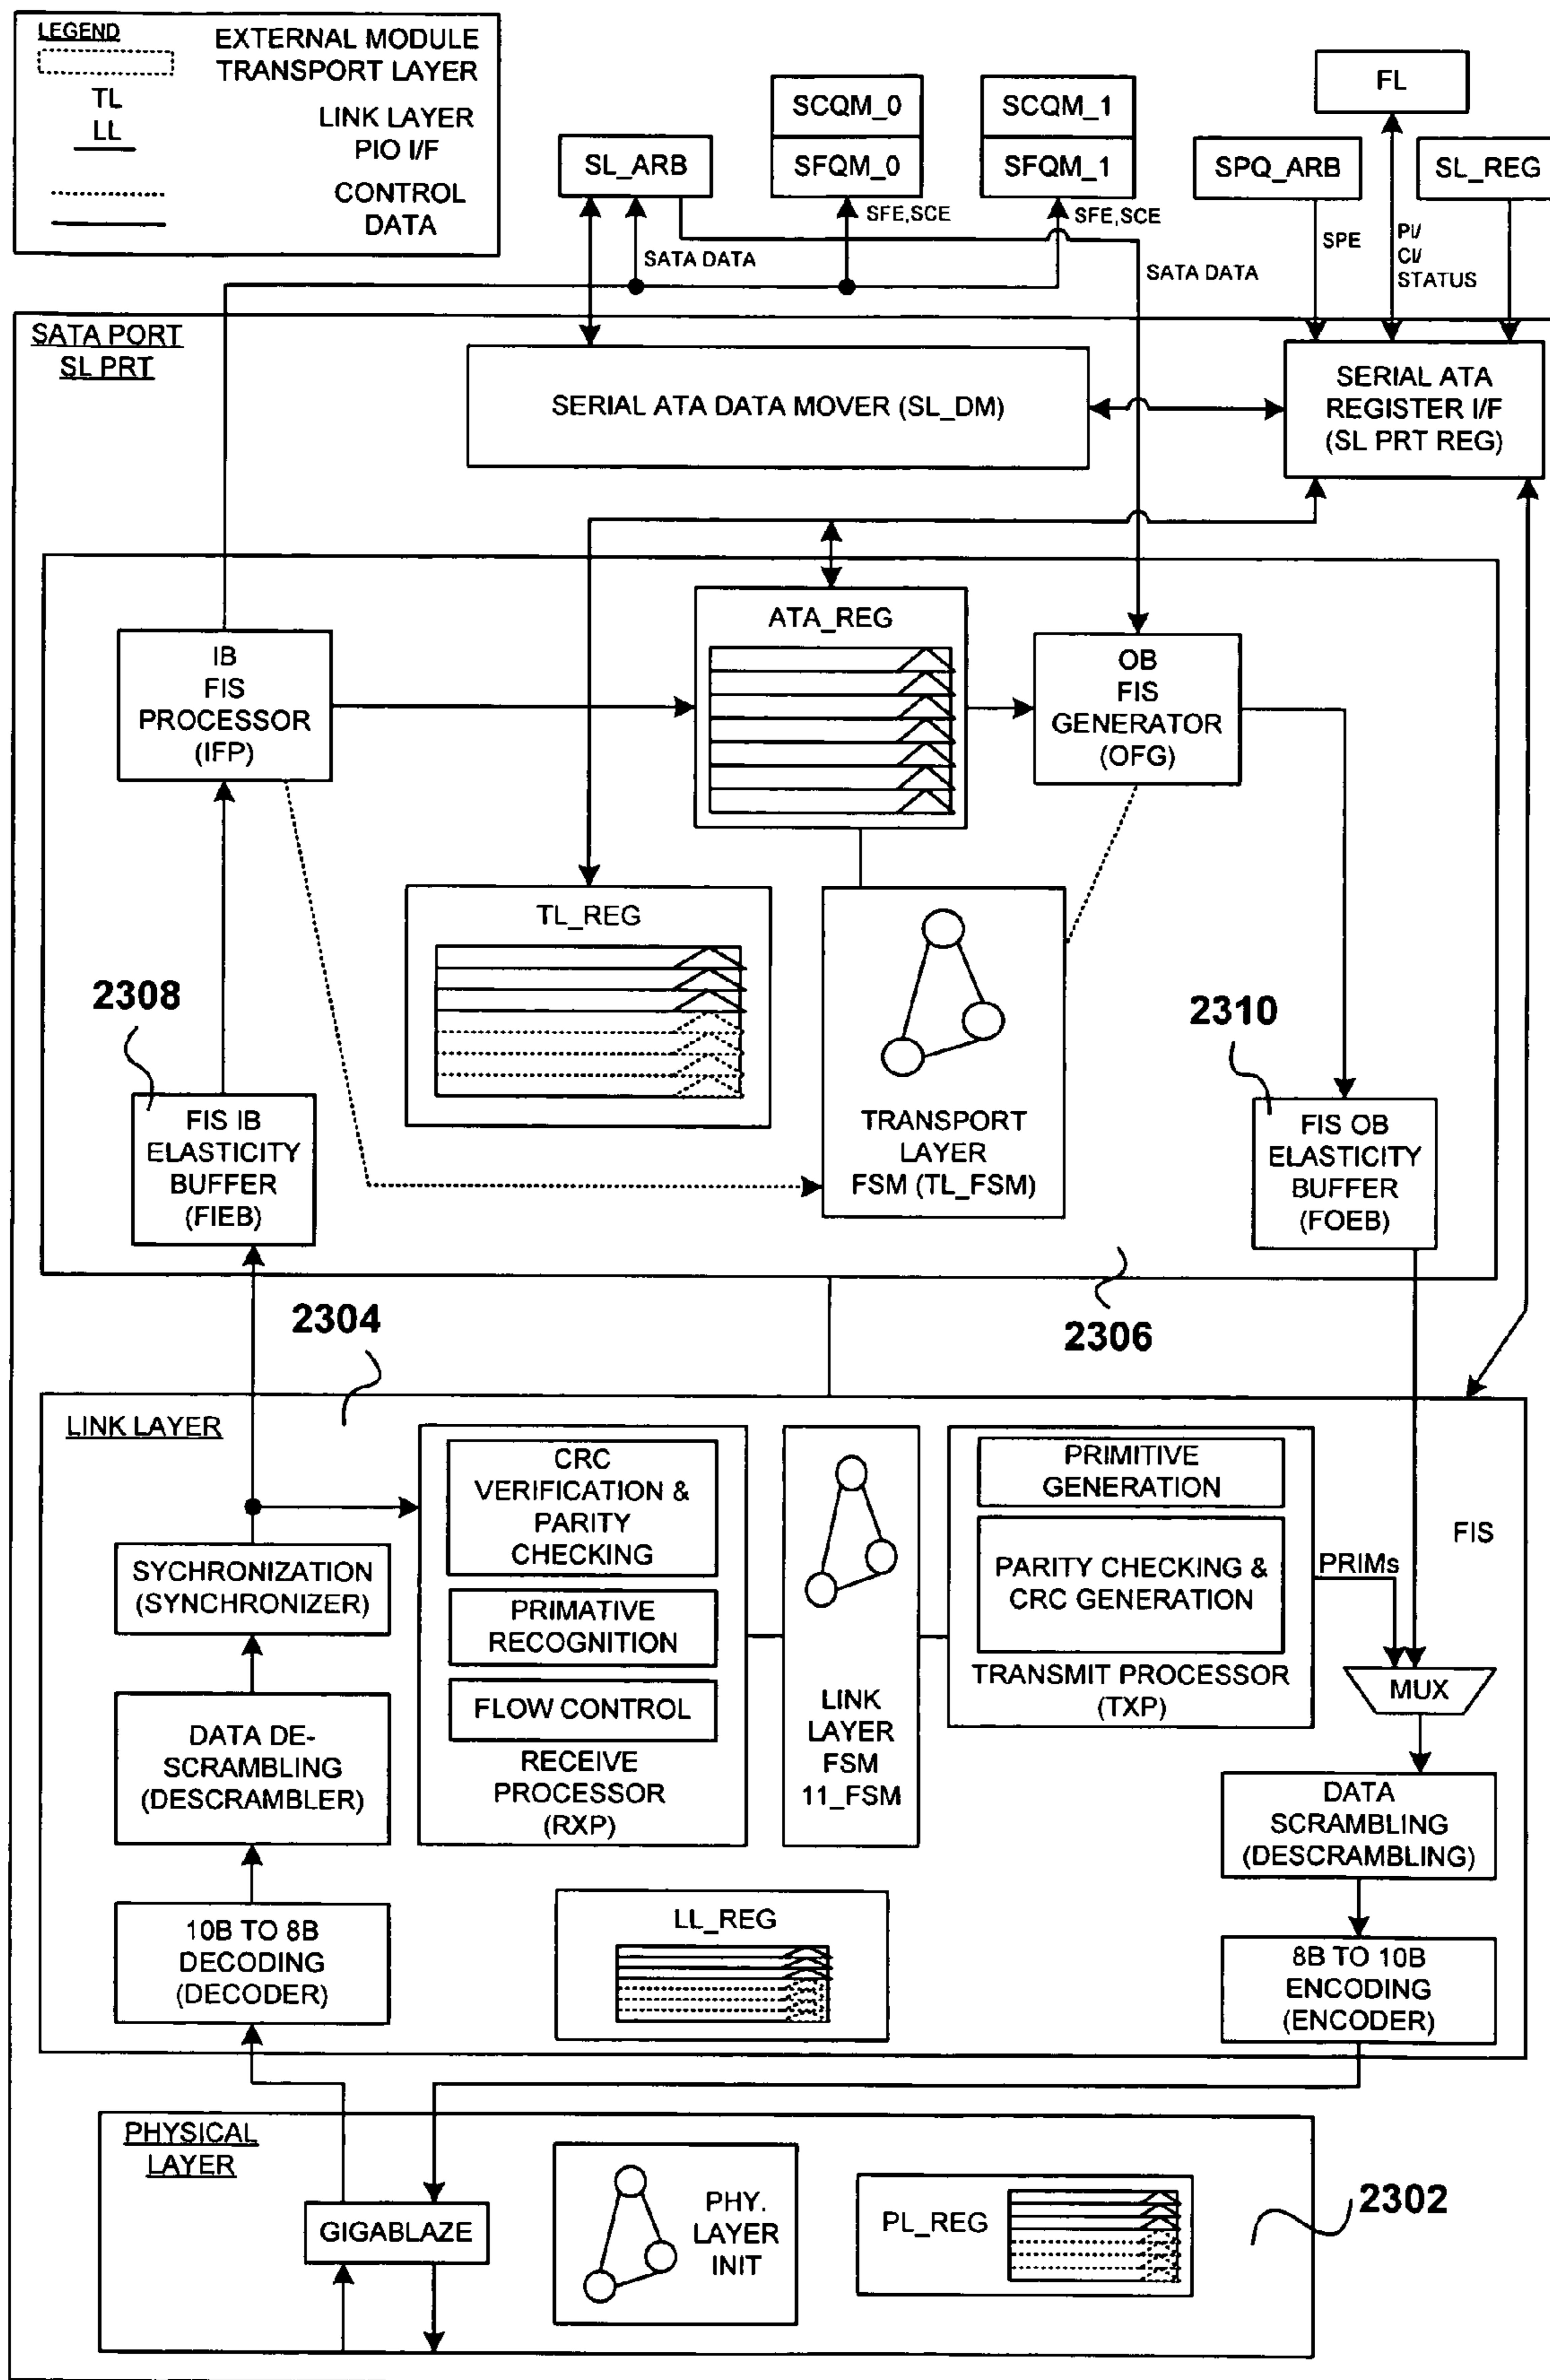 LEGEND
EXTERNAL MODULE
TRANSPORT LAYER
TL
LL
LINK LAYER
PIO I/F
CONTROL
DATA
SL_ARB
SCQM_0
SFQM_0
SCQM_1
SFQM_1
FL
SPQ_ARB
SL_REG
SFE,SCE
SFE,SCE
SATA DATA
SATA DATA
SPE
PI/
CI/
STATUS
SATA PORT
SL PRT
SERIAL ATA DATA MOVER (SL_DM)
SERIAL ATA
REGISTER I/F
(SL PRT REG)
IB
FIS
PROCESSOR
(IFP)
ATA_REG
OB
FIS
GENERATOR
(OFG)
TL_REG
TRANSPORT
LAYER
FSM (TL_FSM)
2308
FIS IB
ELASTICITY
BUFFER
(FIEB)
2310
FIS OB
ELASTICITY
BUFFER
(FOEB)
2304
2306
LINK LAYER
CRC
VERIFICATION &
PARITY
CHECKING
PRIMATIVE
RECOGNITION
FLOW CONTROL
RECEIVE
PROCESSOR
(RXP)
LINK
LAYER
FSM
11_FSM
PRIMITIVE
GENERATION
PARITY CHECKING &
CRC GENERATION
TRANSMIT PROCESSOR
(TXP)
FIS
PRIMs
MUX
SYCHRONIZATION
(SYNCHRONIZER)
DATA DE-
SCRAMBLING
(DESCRAMBLER)
10B TO 8B
DECODING
(DECODER)
LL_REG
DATA
SCRAMBLING
(DESCRAMBLING)
8B TO 10B
ENCODING
(ENCODER)
PHYSICAL
LAYER
GIGABLAZE
PHY.
LAYER
INIT
PL_REG
2302